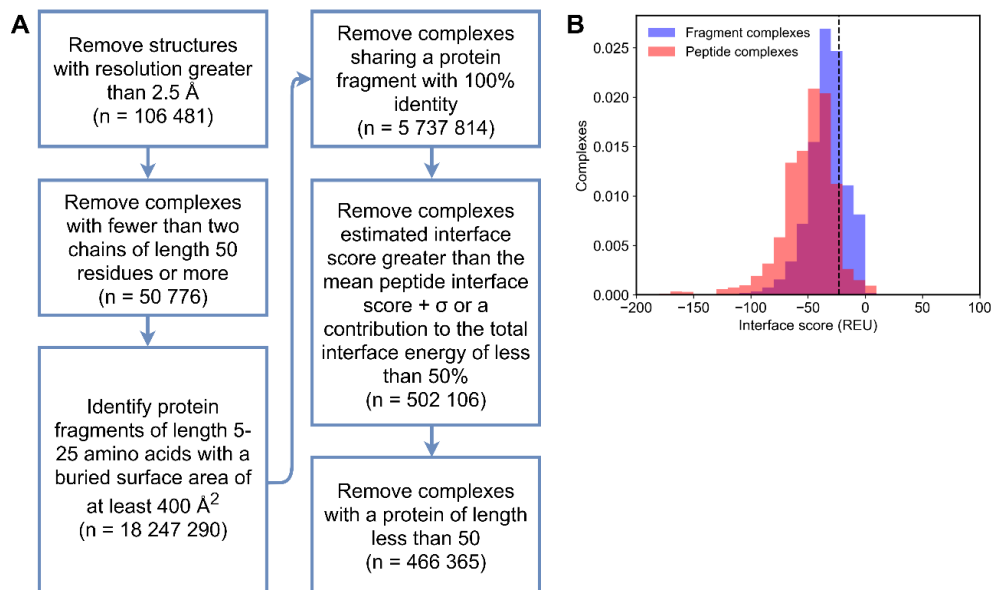 A
Remove structures
with resolution greater
than 2.5 Å
(n = 106 481)
Remove complexes
with fewer than two
chains of length 50
residues or more
(n = 50 776)
Identify protein
fragments of length 5-
25 amino acids with a
buried surface area of
at least 400 Å2
(n = 18 247 290)
Remove complexes
sharing a protein
fragment with 100%
identity
(n = 5 737 814)
Remove complexes
estimated interface
score greater than the
mean peptide interface
score + σ or a
contribution to the total
interface energy of less
than 50%
(n = 502 106)
Remove complexes
with a protein of length
less than 50
(n = 466 365)
B
Fragment complexes
Peptide complexes
Complexes
0.025
0.020
0.015
0.010
0.005
0.000
−200 −150 −100 −50 0 50 100
Interface score (REU)